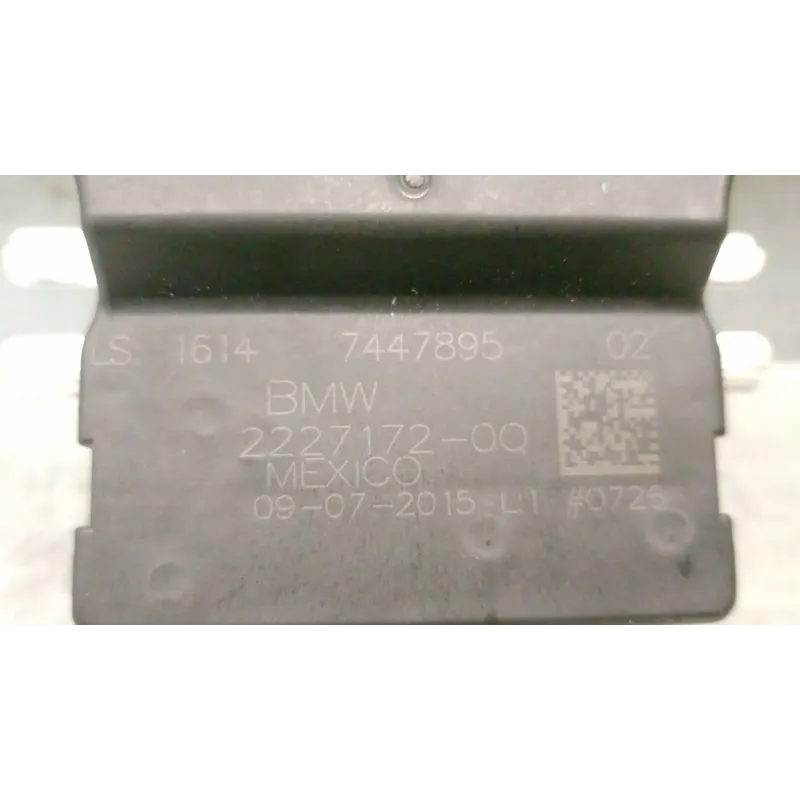 LS 1614 7447895 02
BMW
2227172-0Q
MEXICO
09-07-2015 L1 #0726